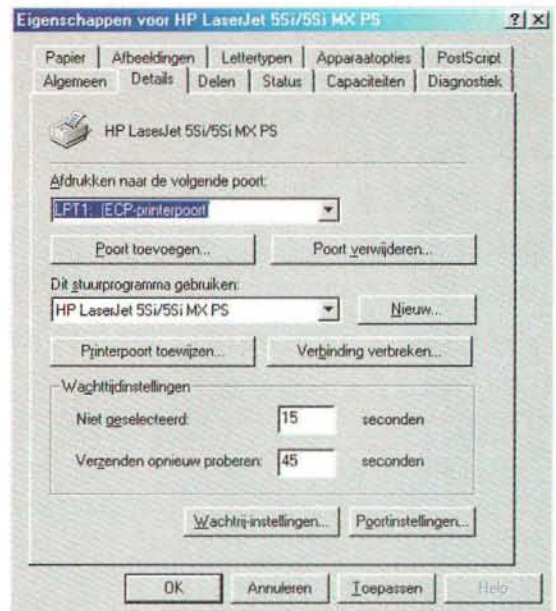 Eigenschappen voor HP LaserJet 5Si/5Si MX PS
Papier Afbeeldingen Lettertypen Apparaatopties PostScript
Algemeen Details Delen Status Capaciteiten Diagnostiek
HP LaserJet 5Si/5Si MX PS
Afdrukken naar de volgende poort:
LPT1: (ECP-printerpoort
Poort toevoegen... Poort verwijderen...
Dit stuurprogramma gebruiken:
HP LaserJet 5Si/5Si MX PS Nieuw...
Printerpoort toewijzen... Verbinding verbreken...
Wachttijdinstellingen
Niet geselecteerd: 15 seconden
Verzenden opnieuw proberen: 45 seconden
Wachtrij-instellingen... Poortinstellingen...
OK Annuleren Toepassen Help